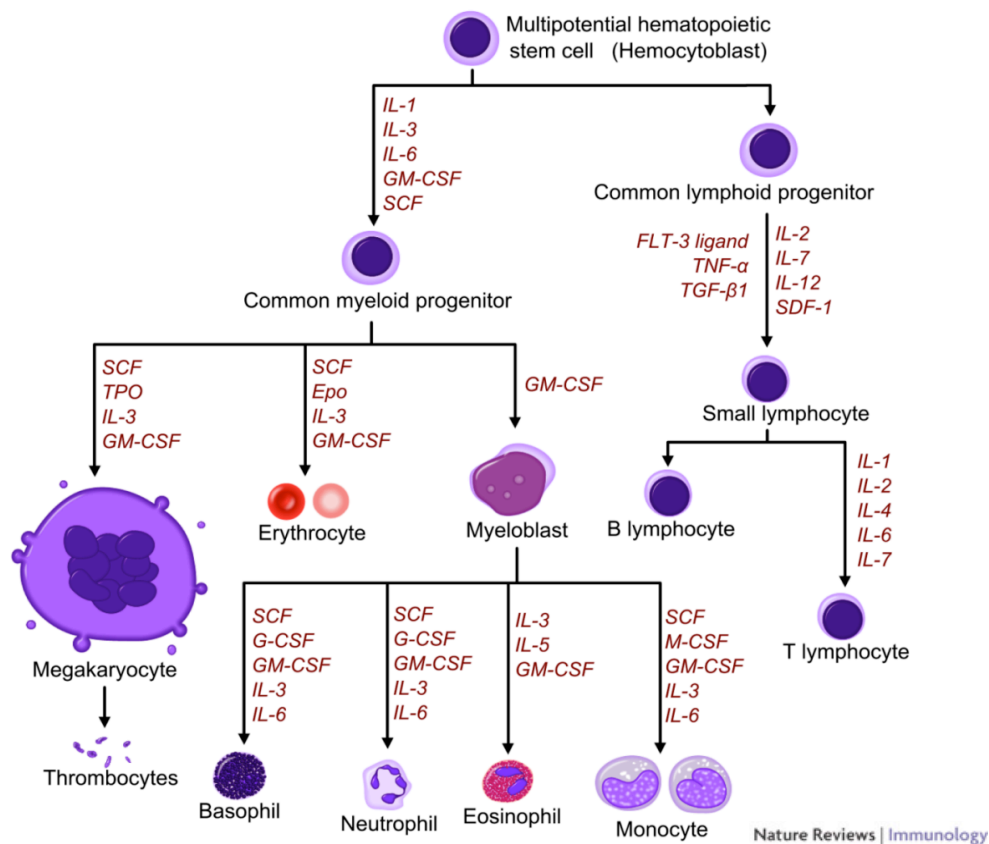 Multipotential hematopoietic
stem cell (Hemocytoblast)
IL-1
IL-3
IL-6
GM-CSF
SCF
Common lymphoid progenitor
Common myeloid progenitor
FLT-3 ligand
TNF-α
TGF-β1
IL-2
IL-7
IL-12
SDF-1
SCF
TPO
IL-3
GM-CSF
SCF
Epo
IL-3
GM-CSF
GM-CSF
Small lymphocyte
Erythrocyte
Myeloblast
B lymphocyte
IL-1
IL-2
IL-4
IL-6
IL-7
T lymphocyte
Megakaryocyte
Thrombocytes
SCF
G-CSF
GM-CSF
IL-3
IL-6
SCF
G-CSF
GM-CSF
IL-3
IL-6
IL-3
IL-5
GM-CSF
SCF
M-CSF
GM-CSF
IL-3
IL-6
Basophil
Neutrophil
Eosinophil
Monocyte
Nature Reviews | Immunology